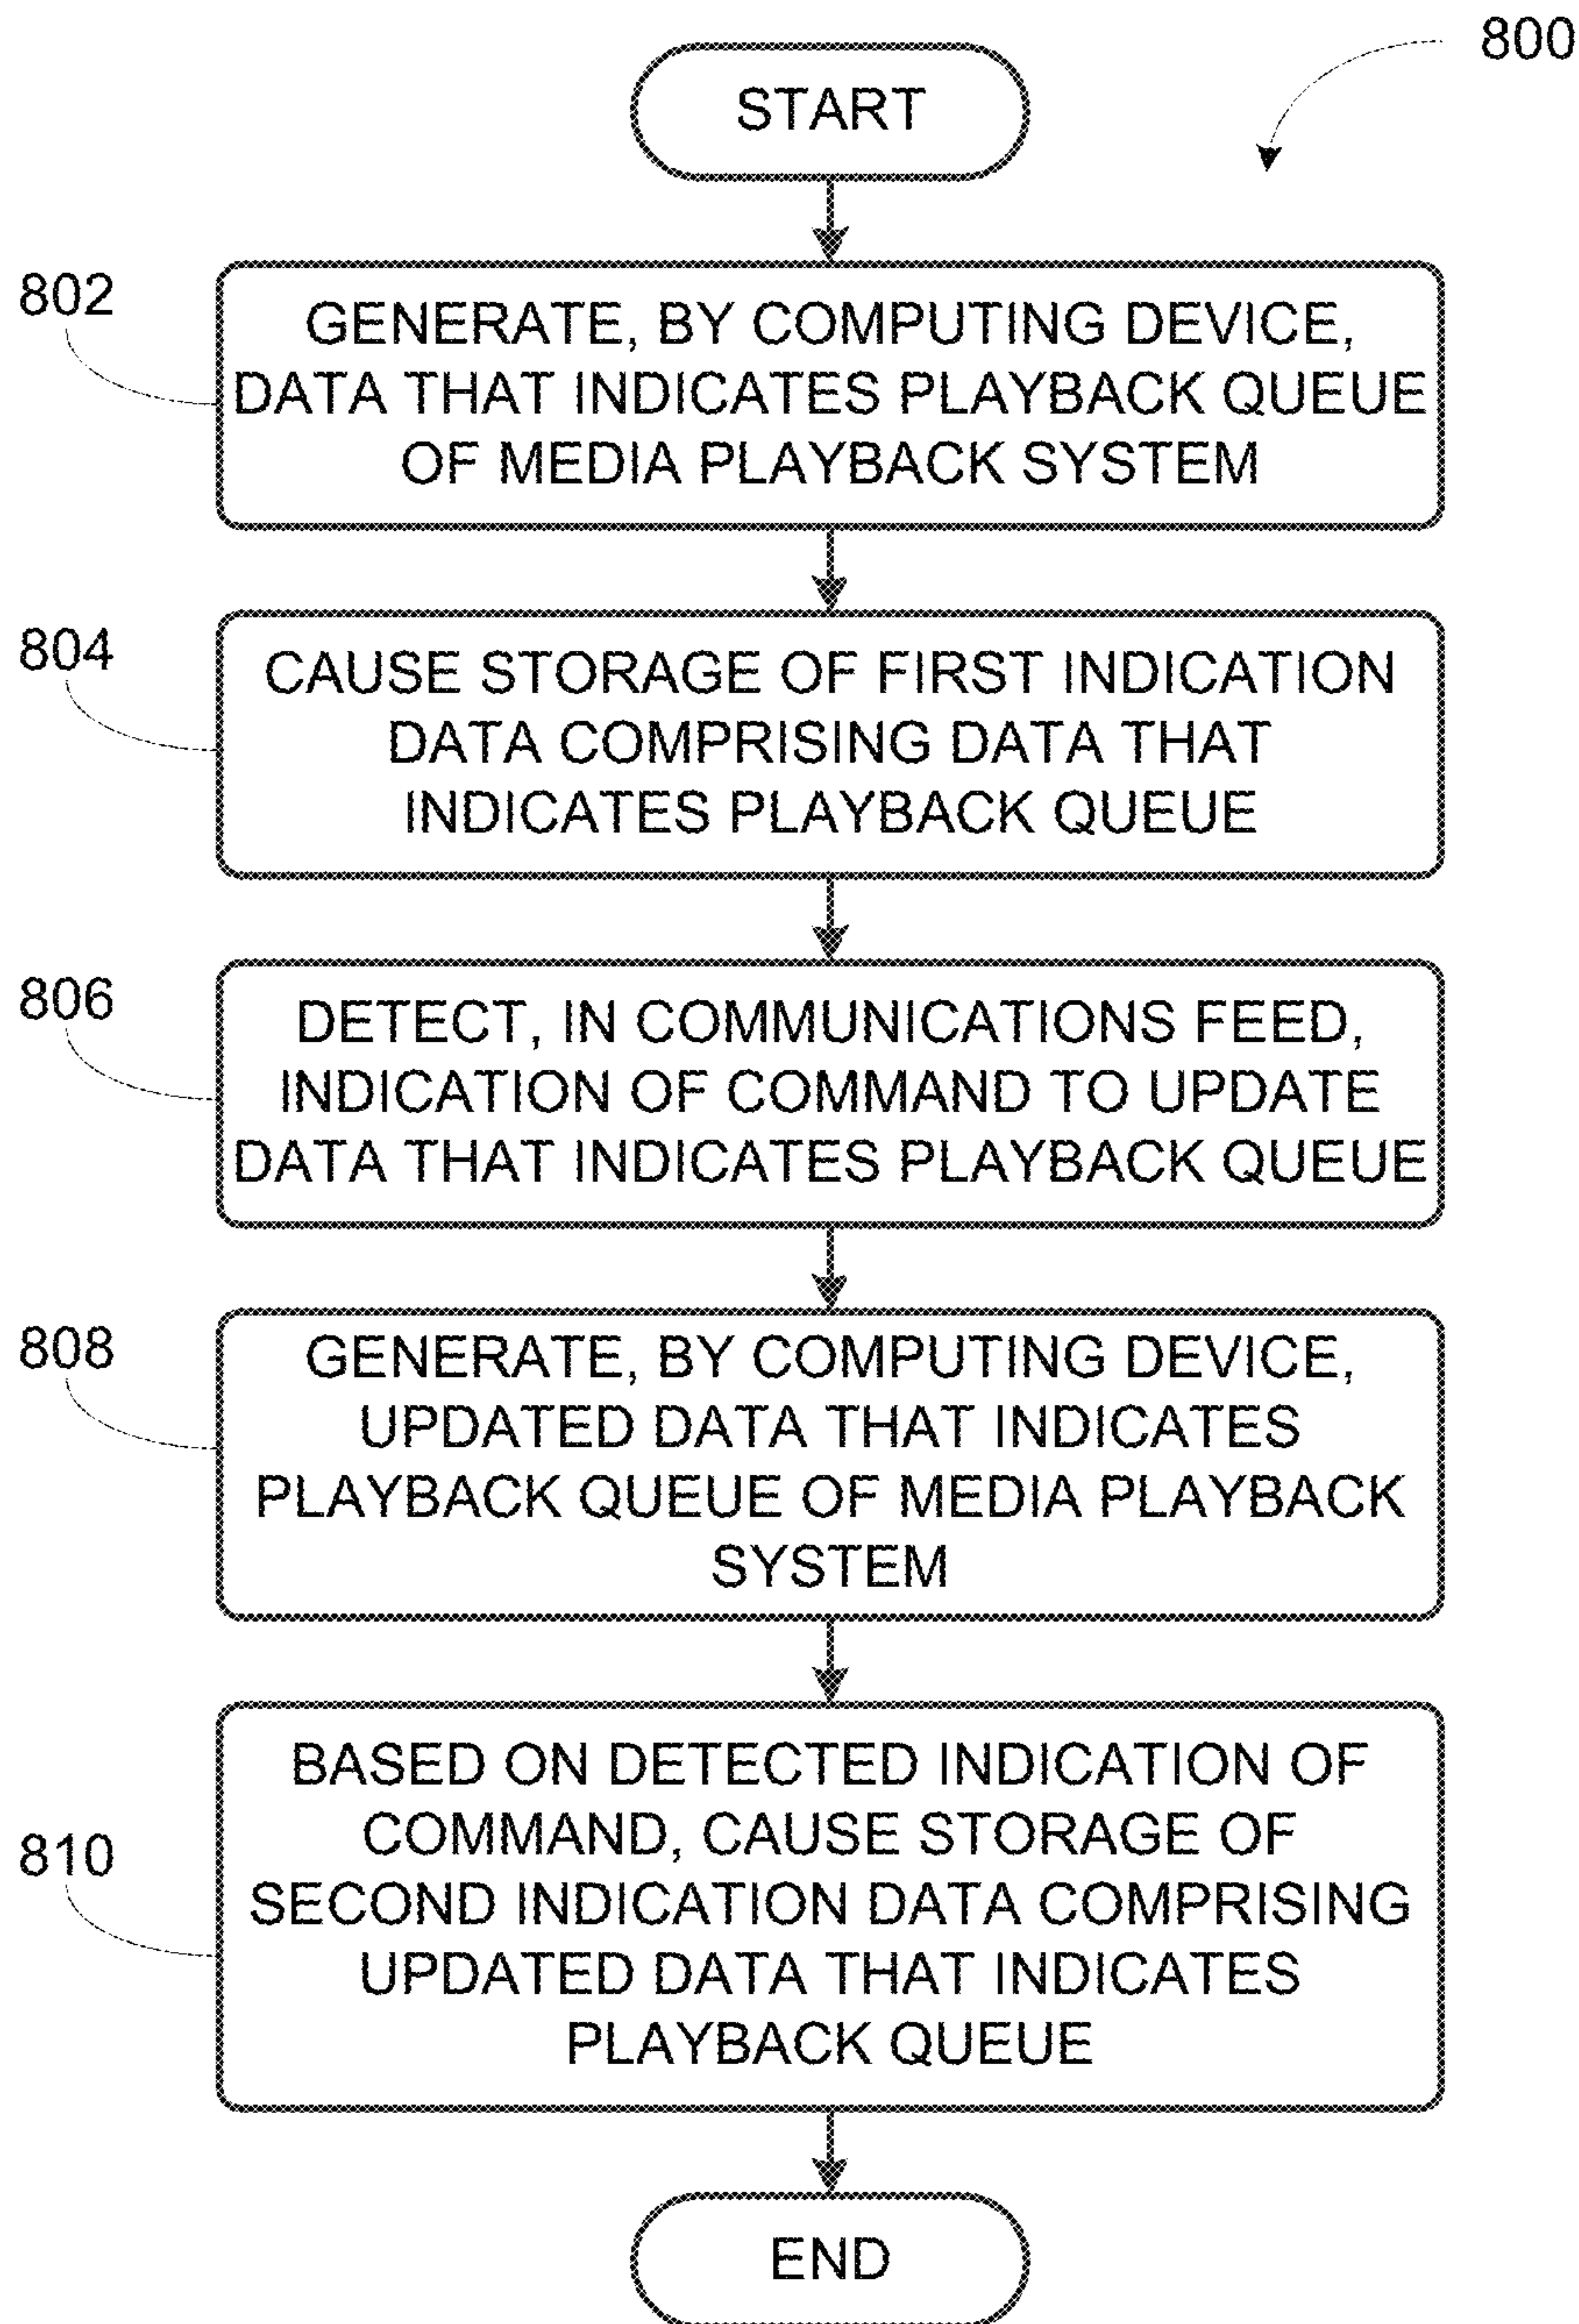 800
START
802
GENERATE, BY COMPUTING DEVICE,
DATA THAT INDICATES PLAYBACK QUEUE
OF MEDIA PLAYBACK SYSTEM
804
CAUSE STORAGE OF FIRST INDICATION
DATA COMPRISING DATA THAT
INDICATES PLAYBACK QUEUE
806
DETECT, IN COMMUNICATIONS FEED,
INDICATION OF COMMAND TO UPDATE
DATA THAT INDICATES PLAYBACK QUEUE
808
GENERATE, BY COMPUTING DEVICE,
UPDATED DATA THAT INDICATES
PLAYBACK QUEUE OF MEDIA PLAYBACK
SYSTEM
810
BASED ON DETECTED INDICATION OF
COMMAND, CAUSE STORAGE OF
SECOND INDICATION DATA COMPRISING
UPDATED DATA THAT INDICATES
PLAYBACK QUEUE
END